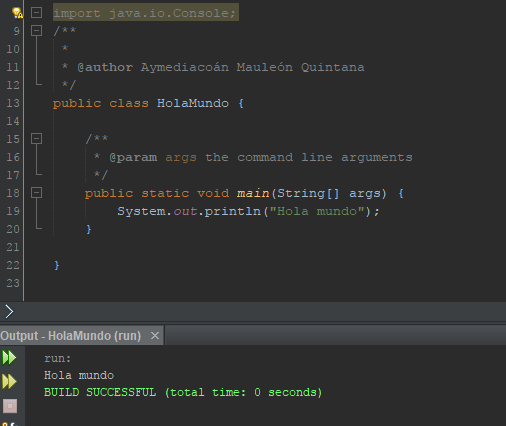 import java.io.Console;
9 /**
10 *
11 * @author Aymediacoán Mauleón Quintana
12 */
13 public class HolaMundo {
14
15 /**
16 * @param args the command line arguments
17 */
18 public static void main(String[] args) {
19 System.out.println("Hola mundo");
20 }
21
22 }
23
Output - HolaMundo (run) ×
run:
Hola mundo
BUILD SUCCESSFUL (total time: 0 seconds)